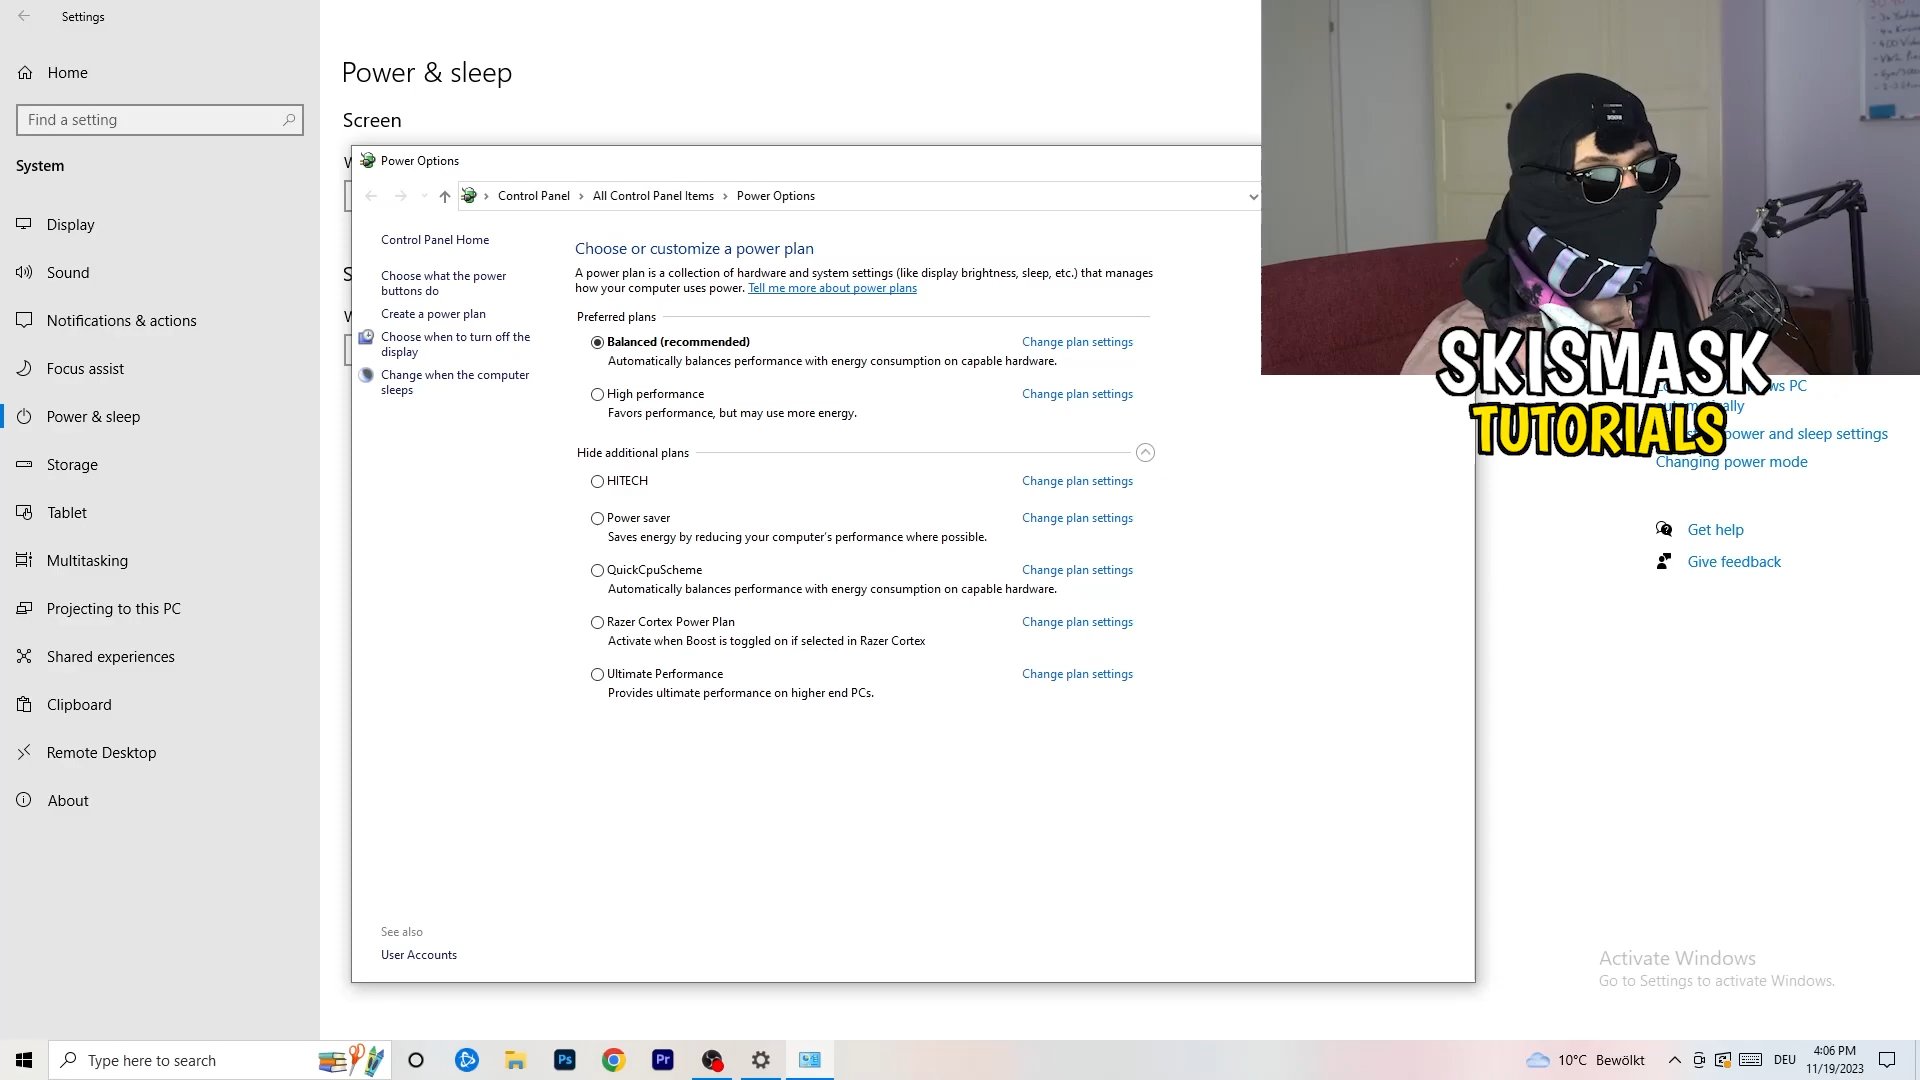 Settings
Home
Find a setting
System
Display
Sound
Notifications & actions
Focus assist
Power & sleep
Storage
Tablet
Multitasking
Projecting to this PC
Shared experiences
Clipboard
Remote Desktop
About
Power & sleep
Screen
Power Options
Control Panel
All Control Panel Items
Power Options
Control Panel Home
Choose what the power
buttons do
Create a power plan
Choose when to turn off the
display
Change when the computer
sleeps
Choose or customize a power plan
A power plan is a collection of hardware and system settings (like display brightness, sleep, etc.) that manages
how your computer uses power. Tell me more about power plans
Preferred plans
Balanced (recommended) Change plan settings
Automatically balances performance with energy consumption on capable hardware.
High performance Change plan settings
Favors performance, but may use more energy.
Hide additional plans
HITECH Change plan settings
Power saver Change plan settings
Saves energy by reducing your computer's performance where possible.
QuickCpuScheme Change plan settings
Automatically balances performance with energy consumption on capable hardware.
Razer Cortex Power Plan Change plan settings
Activate when Boost is toggled on if selected in Razer Cortex
Ultimate Performance Change plan settings
Provides ultimate performance on higher end PCs.
See also
User Accounts
SKISMASK
TUTORIALS
PC
power and sleep settings
Changing power mode
Get help
Give feedback
Activate Windows
Go to Settings to activate Windows.
Type here to search
Ps
Pr
10°C Bewölkt
DEU
4:06 PM
11/19/2023